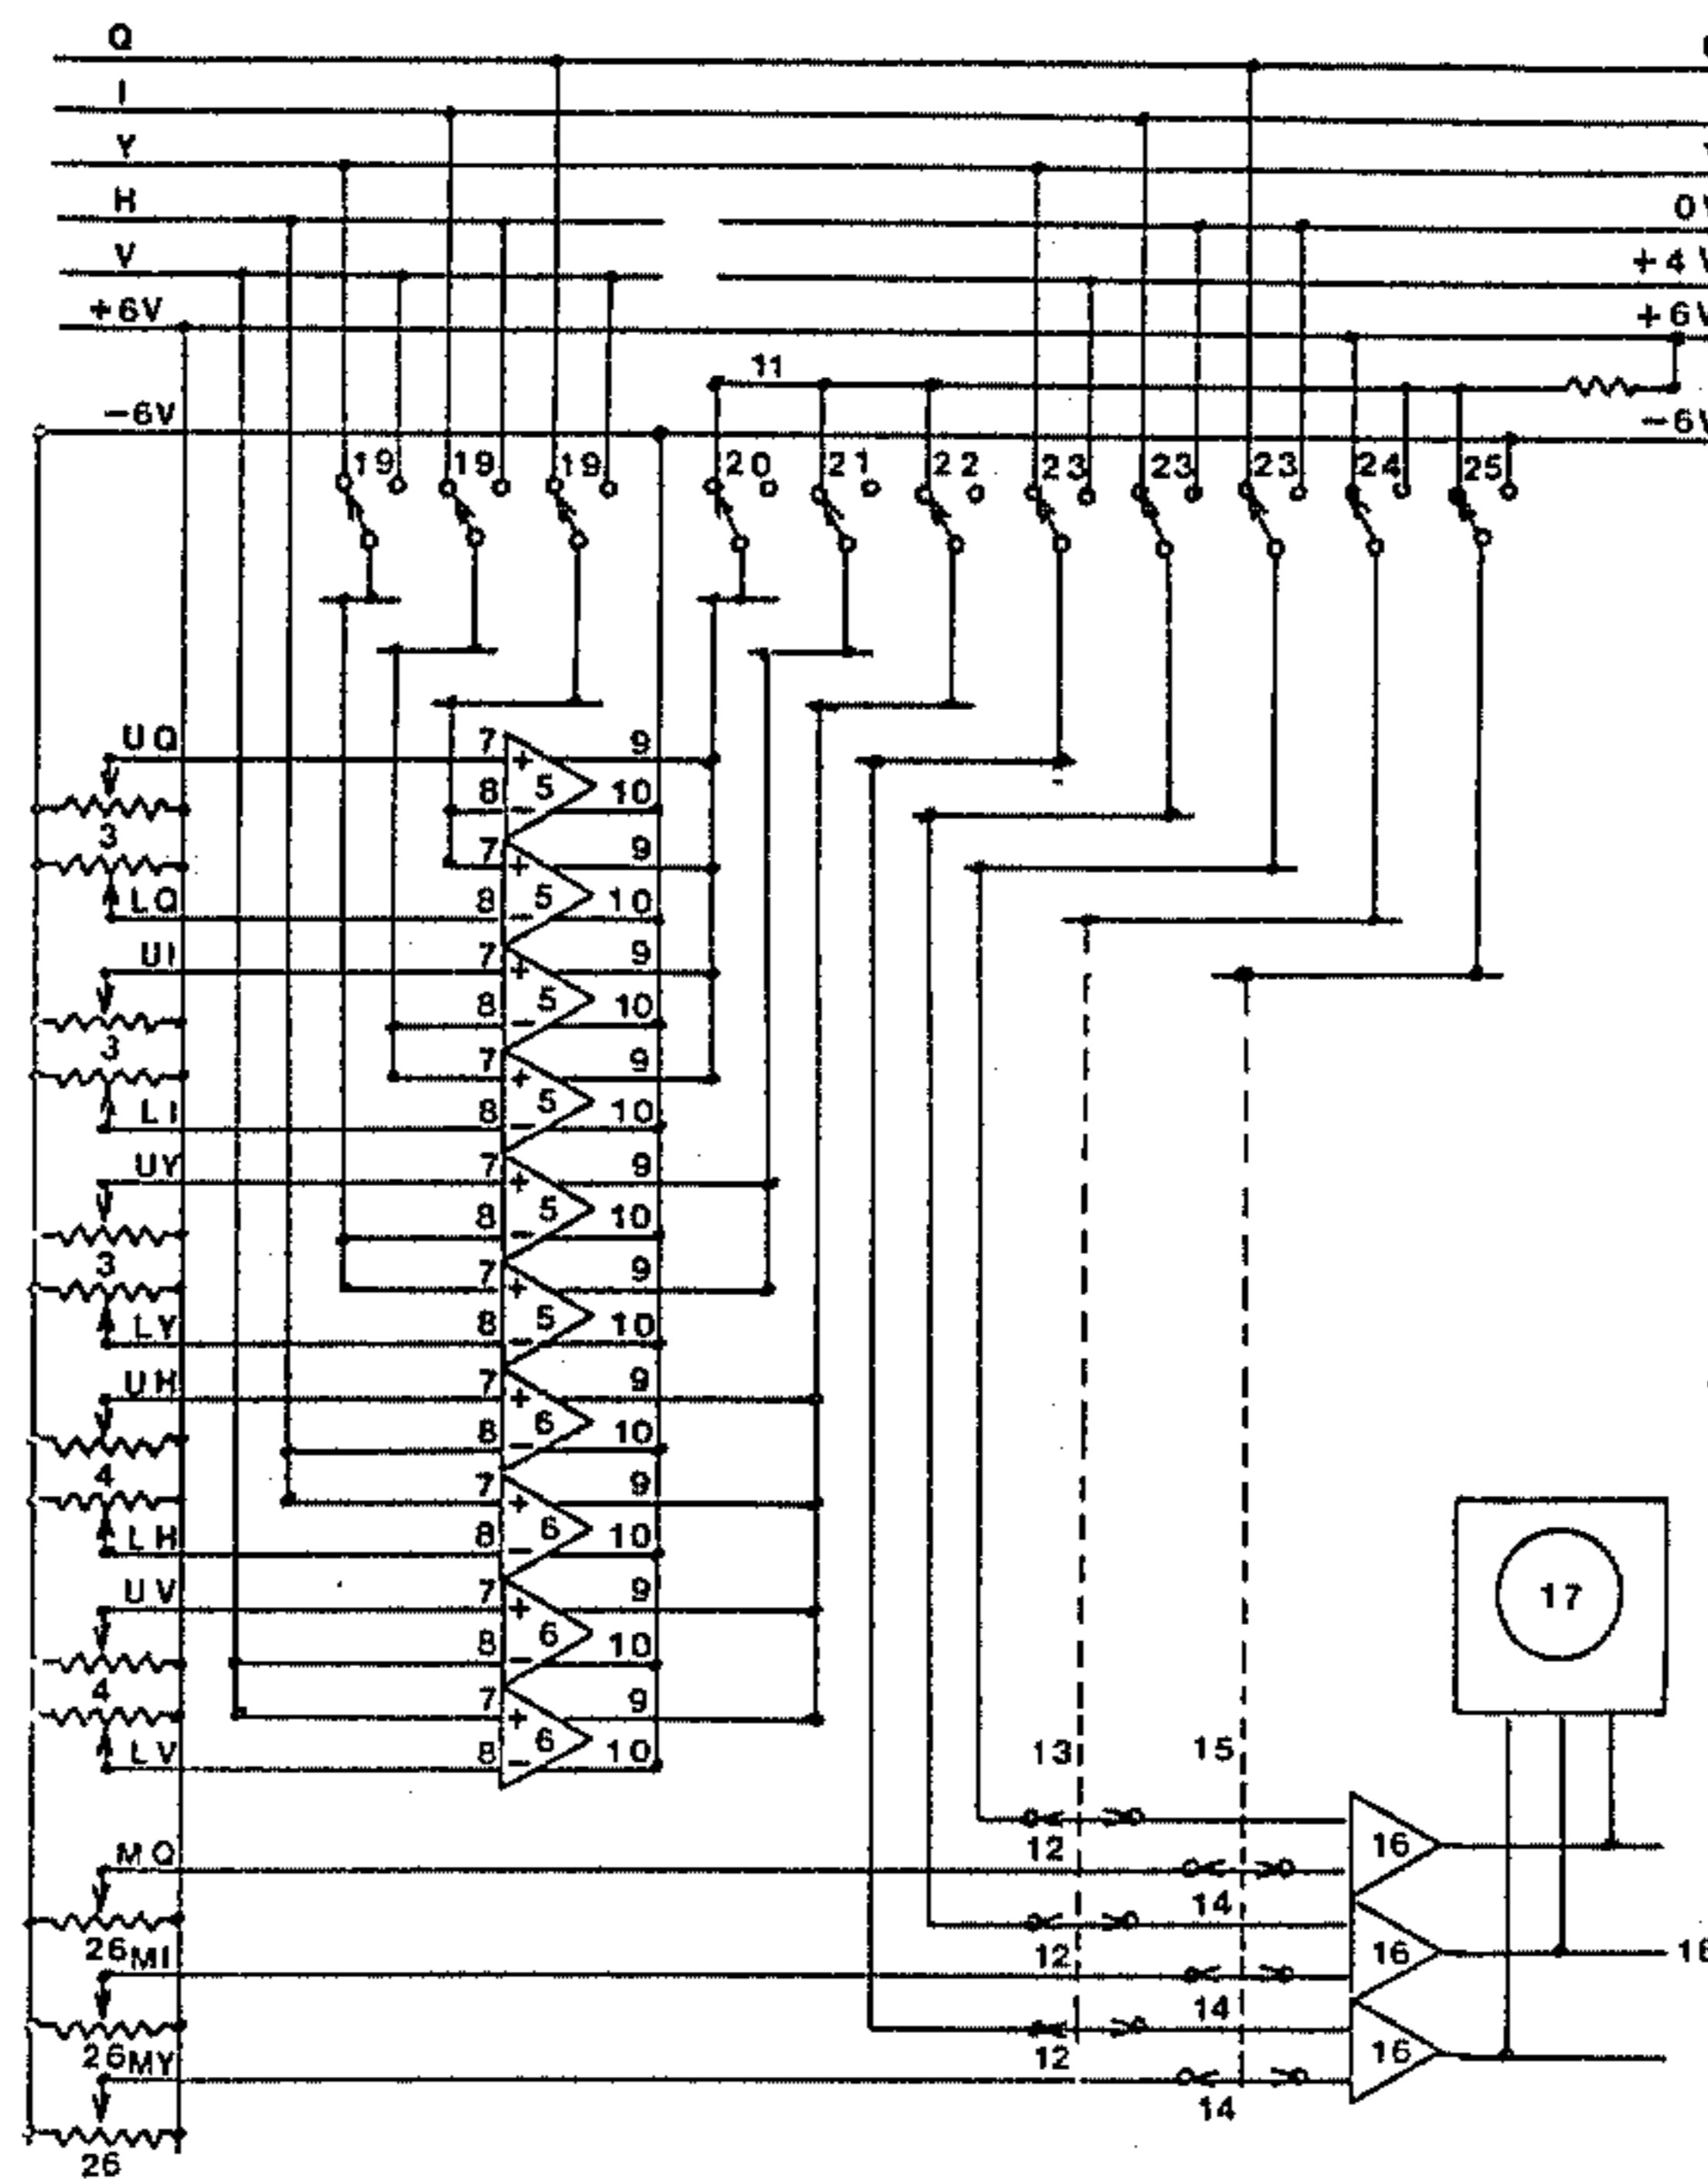 Q
I
Y
H 0V
V +4V
+6V +6V
11
-6V -6V
19 19 19 20 21 22 23 23 23 24 25
UQ 7 + 9
8 - 5 10
3 7 + 9
LQ 8 - 5 10
UI 7 + 9
8 - 5 10
3 7 + 9
LI 8 - 5 10
UY 7 + 9
8 - 5 10
3 7 + 9
LY 8 - 5 10
UH 7 + 9
8 - 6 10
4 7 + 9
LH 8 - 6 10
17
UV 7 + 9
8 - 6 10
4 7 + 9
LV 8 - 6 10
13 15
MQ 12 16
14
26 MI 12 16
14
26 MY 12 16
14
26